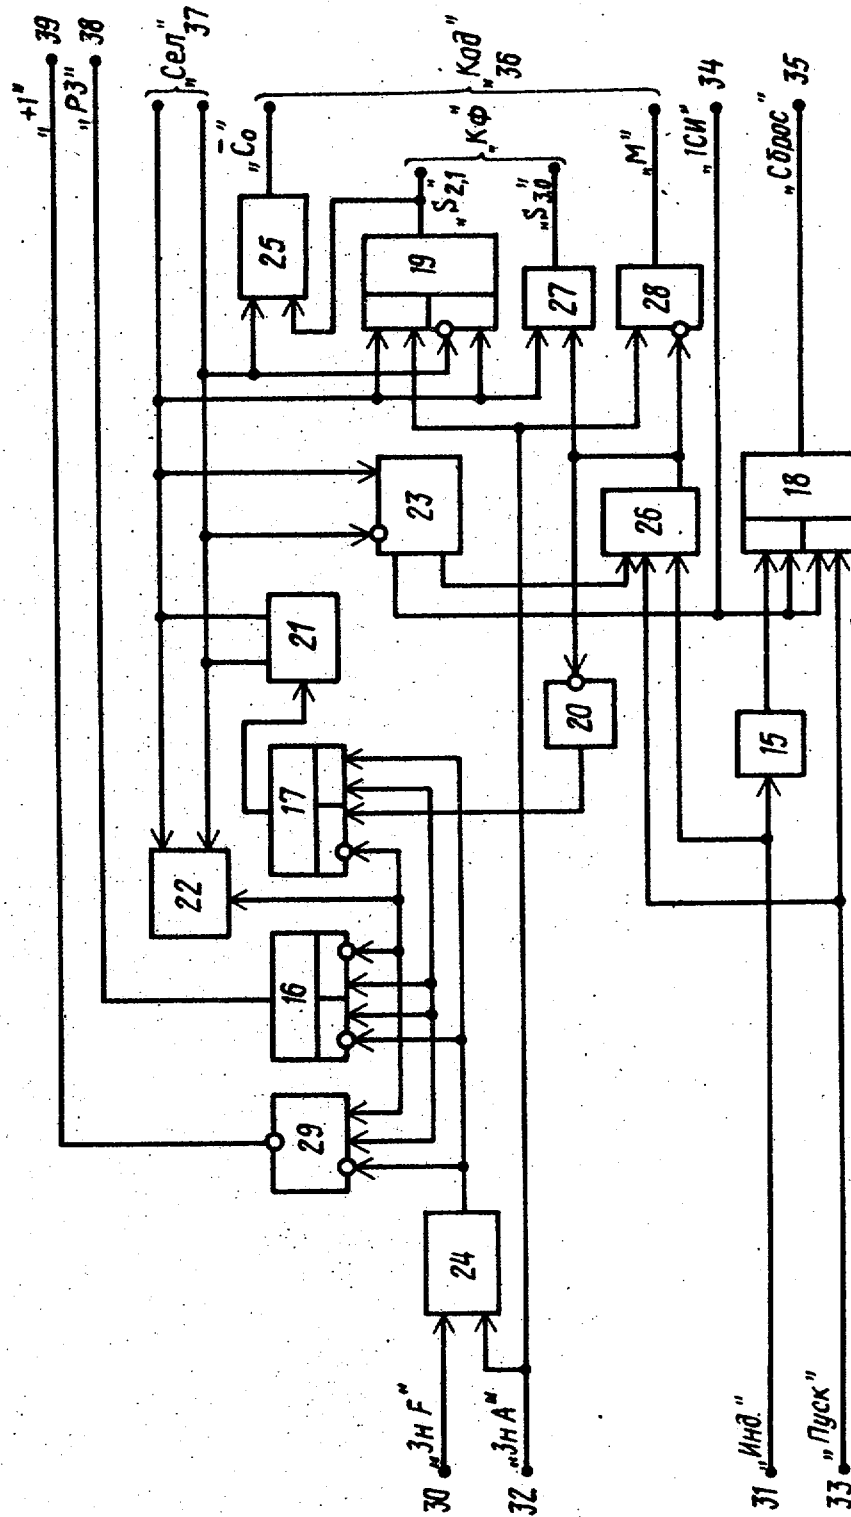 „+1" 39
„РЗ" 38
„Сел" 37
„C̅₀"
„Код" 36
„КФ"
„S₂,₁"
„S₃,₀"
„М"
„1СИ" 34
„Сброс" 35
25
19
27
28
23
26
18
21
20
15
17
22
16
29
24
30 „Зн F"
32 „Зн А"
31 „Инд."
33 „Пуск"